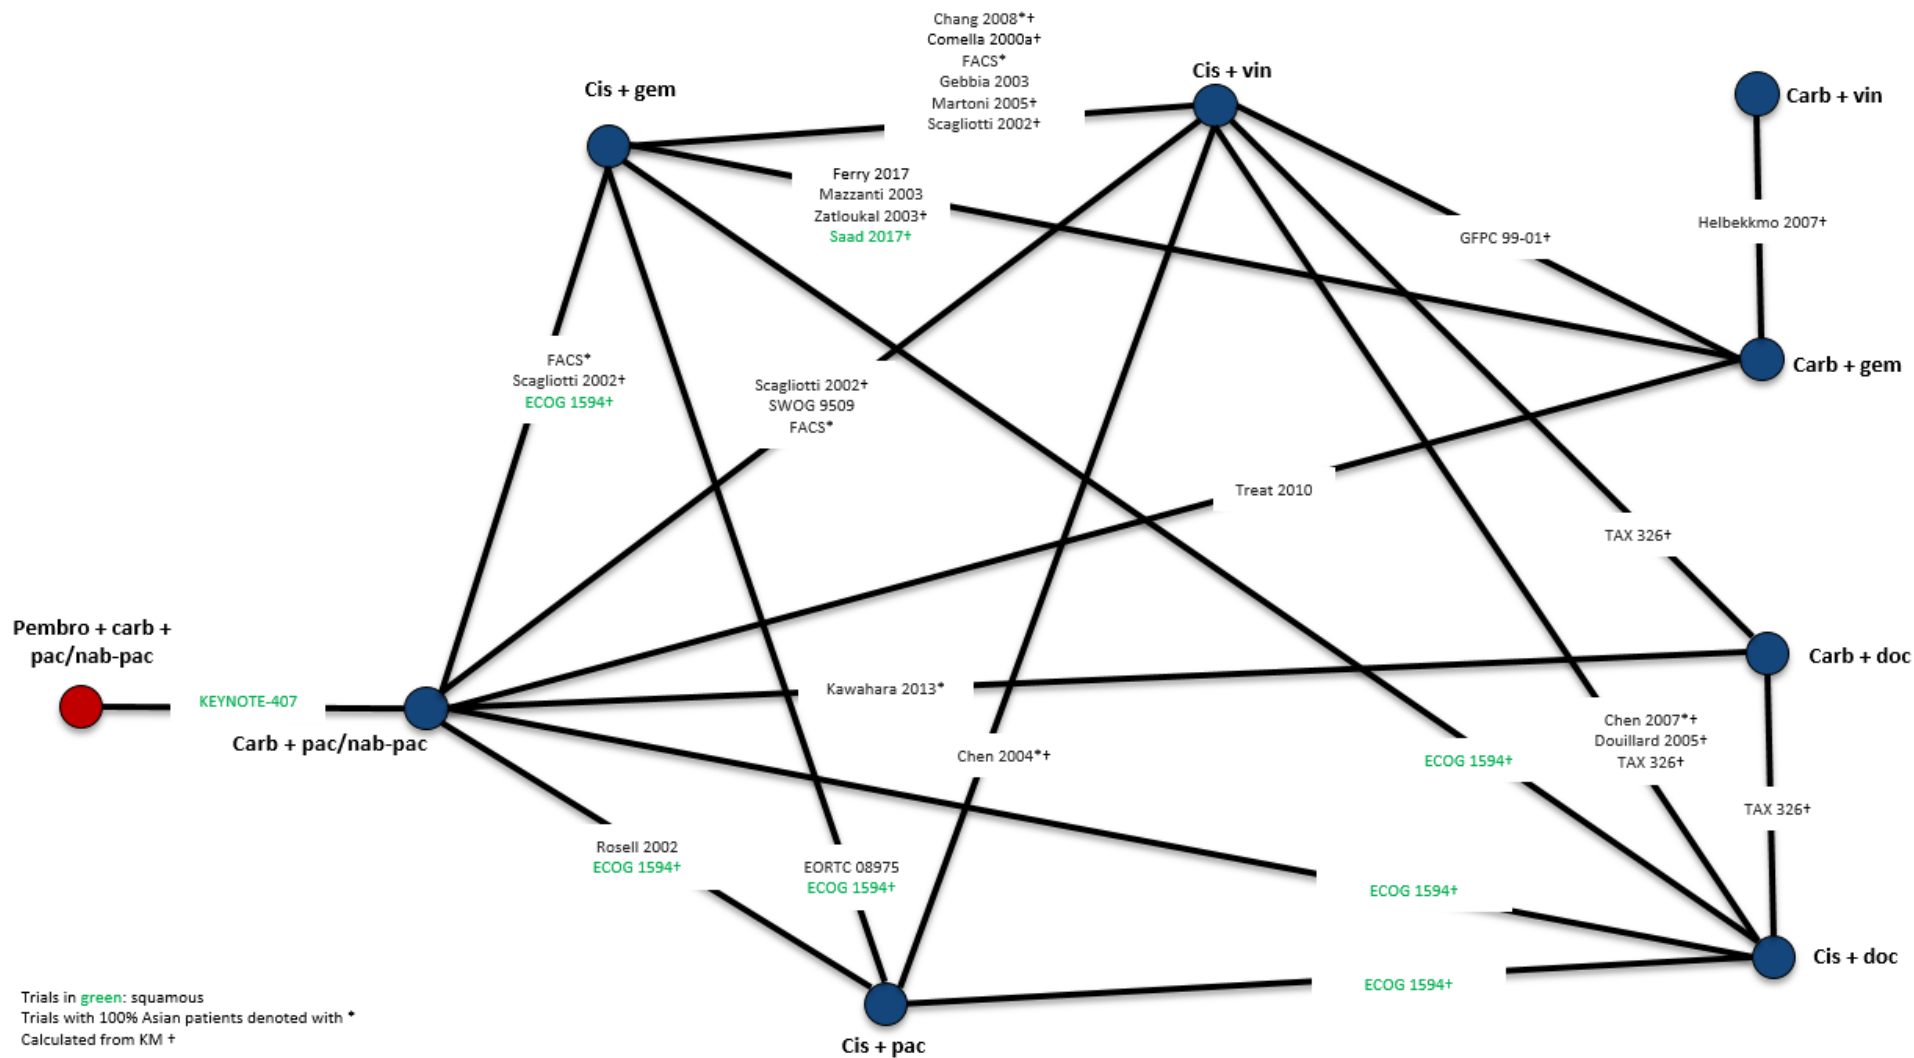 Chang 2008*†
Comella 2000a†
FACS*
Gebbia 2003
Martoni 2005†
Scagliotti 2002†
Cis + gem
Cis + vin
Carb + vin
Ferry 2017
Mazzanti 2003
Zatloukal 2003†
Saad 2017†
GFPC 99-01†
Helbekkmo 2007†
Carb + gem
FACS*
Scagliotti 2002†
ECOG 1594†
Scagliotti 2002†
SWOG 9509
FACS*
Treat 2010
TAX 326†
Pembro + carb +
pac/nab-pac
KEYNOTE-407
Carb + pac/nab-pac
Kawahara 2013*
Carb + doc
Chen 2004*†
ECOG 1594†
Chen 2007*†
Douillard 2005†
TAX 326†
TAX 326†
Rosell 2002
ECOG 1594†
EORTC 08975
ECOG 1594†
ECOG 1594†
Cis + doc
ECOG 1594†
Cis + pac
Trials in green: squamous
Trials with 100% Asian patients denoted with *
Calculated from KM †